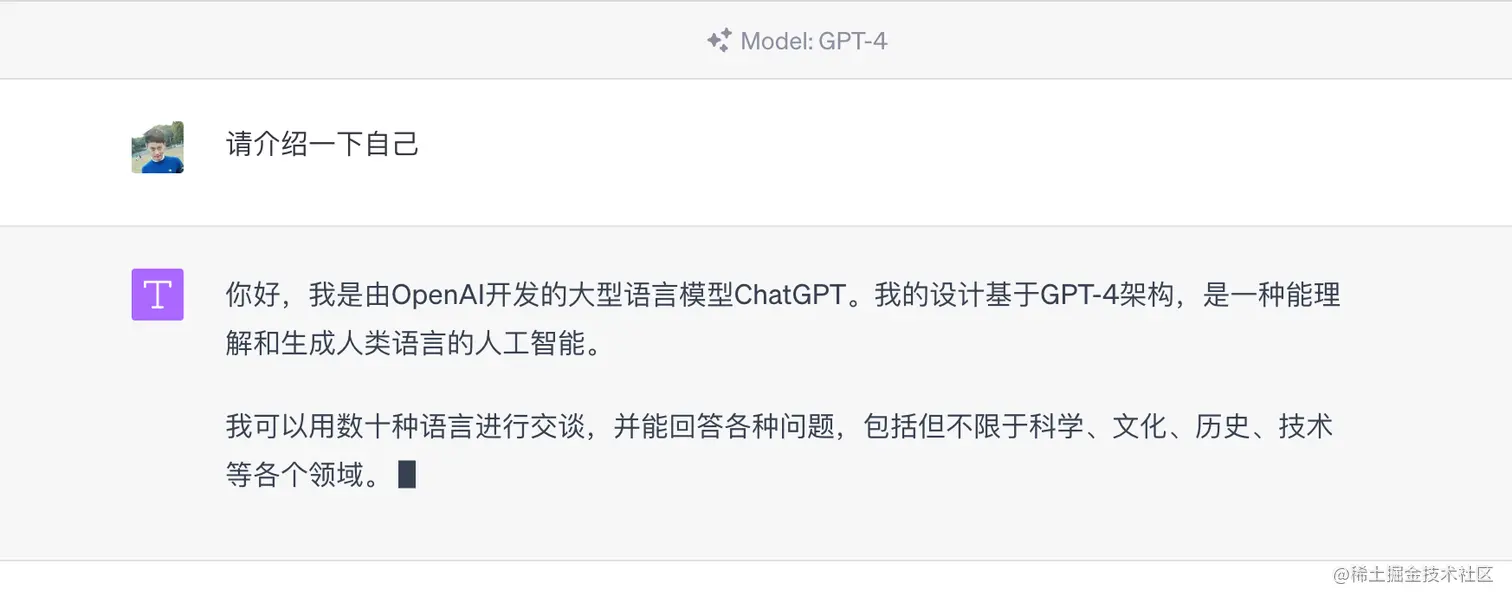 Model: GPT-4
请介绍一下自己
T
你好，我是由OpenAI开发的大型语言模型ChatGPT。我的设计基于GPT-4架构，是一种能理
解和生成人类语言的人工智能。
我可以用数十种语言进行交谈，并能回答各种问题，包括但不限于科学、文化、历史、技术
等各个领域。
@稀土掘金技术社区